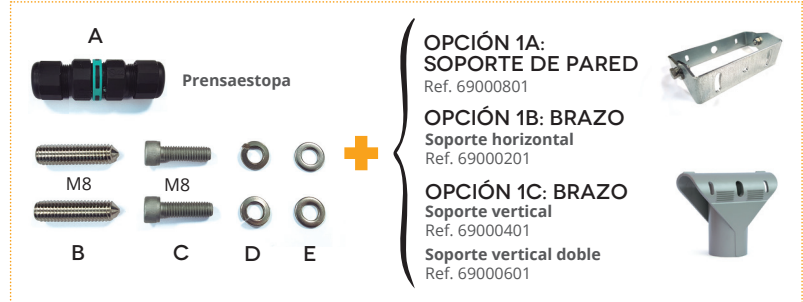 A
Prensaestopa
M8
M8
B
C
D
E
OPCIÓN 1A:
SOPORTE DE PARED
Ref. 69000801
OPCIÓN 1B: BRAZO
Soporte horizontal
Ref. 69000201
OPCIÓN 1C: BRAZO
Soporte vertical
Ref. 69000401
Soporte vertical doble
Ref. 69000601